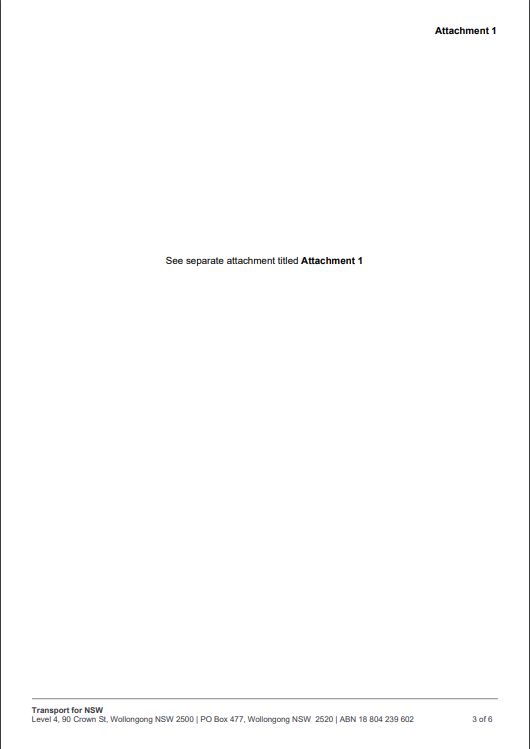 Attachment 1
See separate attachment titled Attachment 1
Transport for NSW
Level 4, 90 Crown St, Wollongong NSW 2500 | PO Box 477, Wollongong NSW  2520 | ABN 18 804 239 602 3 of 6